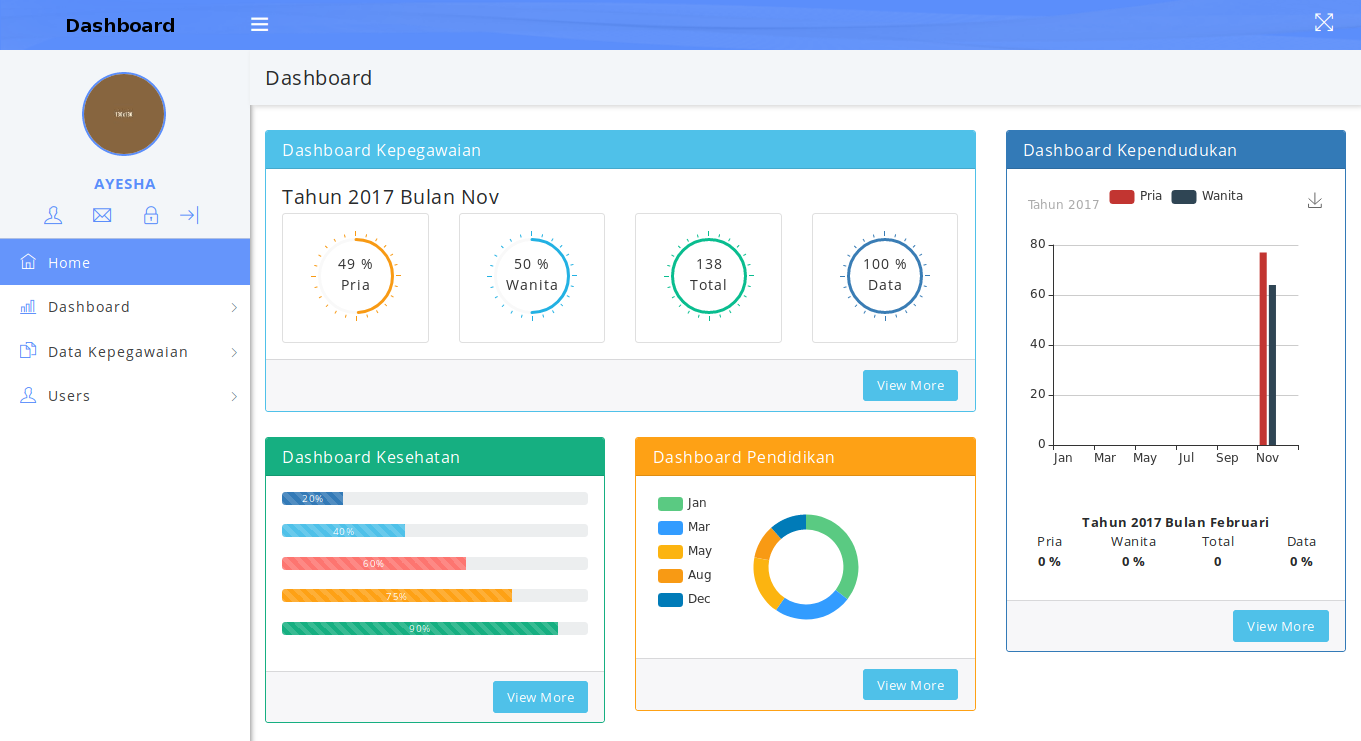 Dashboard
130x130
AYESHA
Home
Dashboard
Data Kepegawaian
Users
Dashboard
Dashboard Kepegawaian
Tahun 2017 Bulan Nov
49 %
Pria
50 %
Wanita
138
Total
100 %
Data
View More
Dashboard Kesehatan
20%
40%
60%
75%
90%
View More
Dashboard Pendidikan
Jan
Mar
May
Aug
Dec
View More
Dashboard Kependudukan
Tahun 2017 Pria Wanita
80
60
40
20
0
Jan Mar May Jul Sep Nov
Tahun 2017 Bulan Februari
Pria Wanita Total Data
0 % 0 % 0 0 %
View More